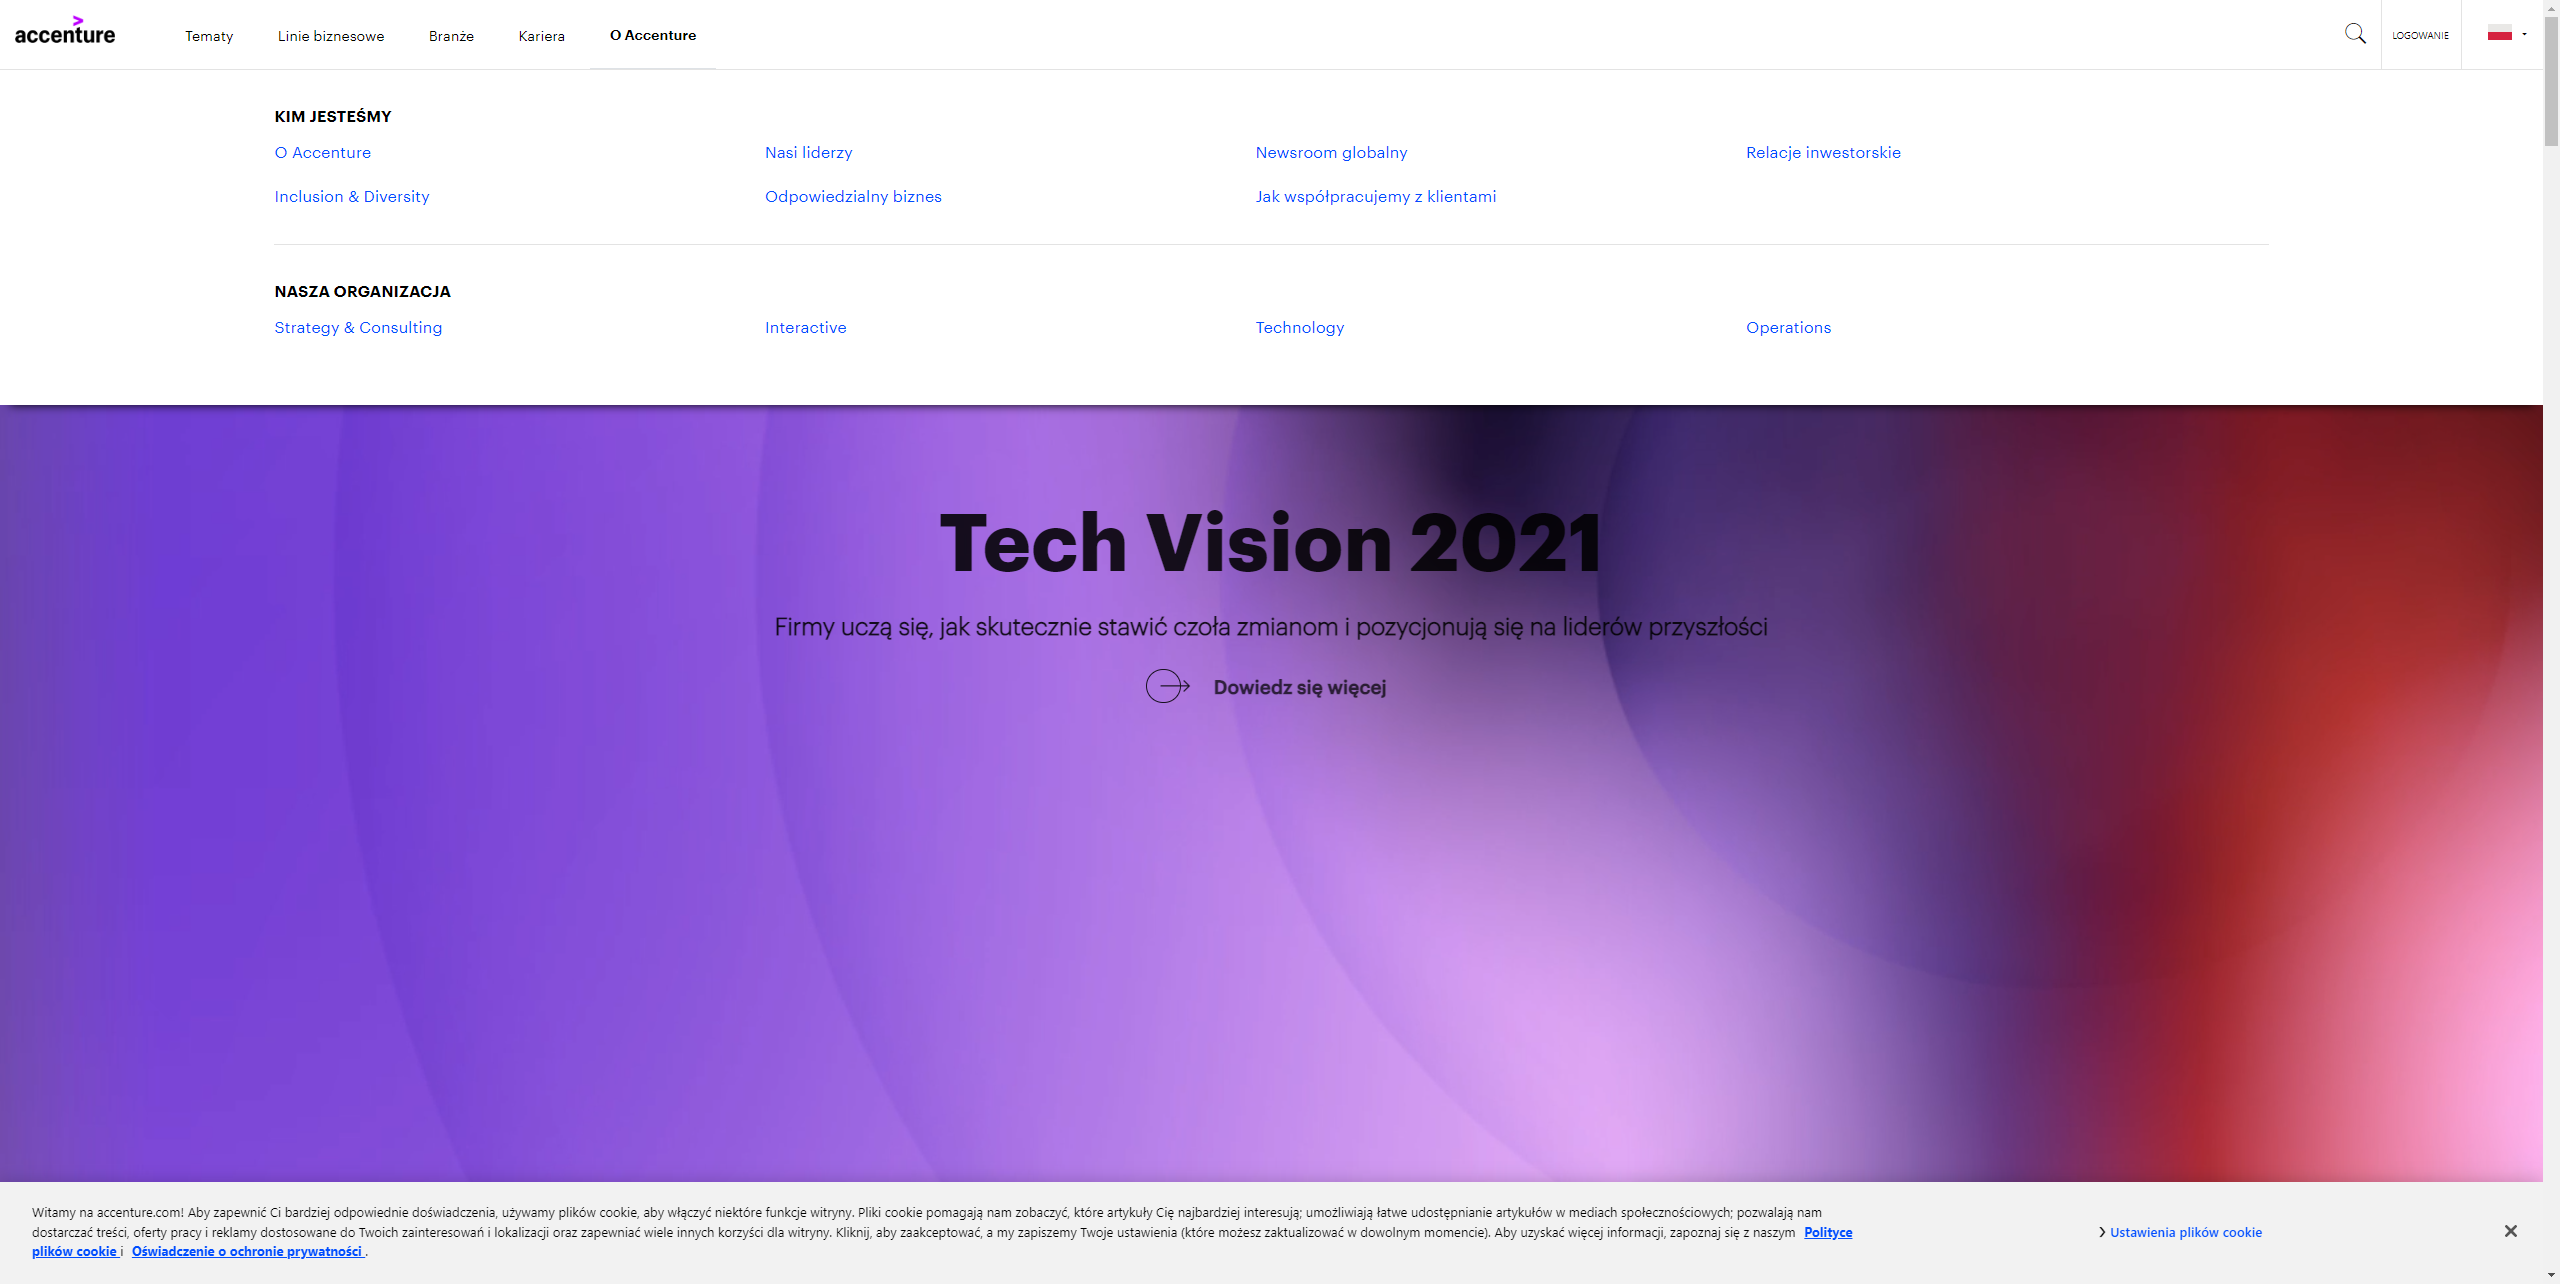 accenture
Tematy
Linie biznesowe
Branże
Kariera
O Accenture
LOGOWANIE
KIM JESTEŚMY
O Accenture
Nasi liderzy
Newsroom globalny
Relacje inwestorskie
Inclusion & Diversity
Odpowiedzialny biznes
Jak współpracujemy z klientami
NASZA ORGANIZACJA
Strategy & Consulting
Interactive
Technology
Operations
Tech Vision 2021
Firmy uczą się, jak skutecznie stawić czoła zmianom i pozycjonują się na liderów przyszłości
Dowiedz się więcej
Witamy na accenture.com! Aby zapewnić Ci bardziej odpowiednie doświadczenia, używamy plików cookie, aby włączyć niektóre funkcje witryny. Pliki cookie pomagają nam zobaczyć, które artykuły Cię najbardziej interesują; umożliwiają łatwe udostępnianie artykułów w mediach społecznościowych; pozwalają nam
dostarczać treści, oferty pracy i reklamy dostosowane do Twoich zainteresowań i lokalizacji oraz zapewniać wiele innych korzyści dla witryny. Kliknij, aby zaakceptować, a my zapiszemy Twoje ustawienia (które możesz zaktualizować w dowolnym momencie). Aby uzyskać więcej informacji, zapoznaj się z naszym Polityce
plików cookie i Oświadczenie o ochronie prywatności .
Ustawienia plików cookie